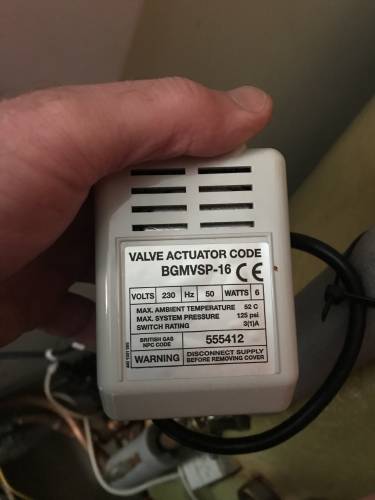 VALVE ACTUATOR CODE
BGMVSP-16 CE
VOLTS 230 Hz 50 WATTS 6
MAX. AMBIENT TEMPERATURE 52 C
MAX. SYSTEM PRESSURE 125 psi
SWITCH RATING 3(1)A
BRITISH GAS
NPC CODE
555412
WARNING DISCONNECT SUPPLY
BEFORE REMOVING COVER